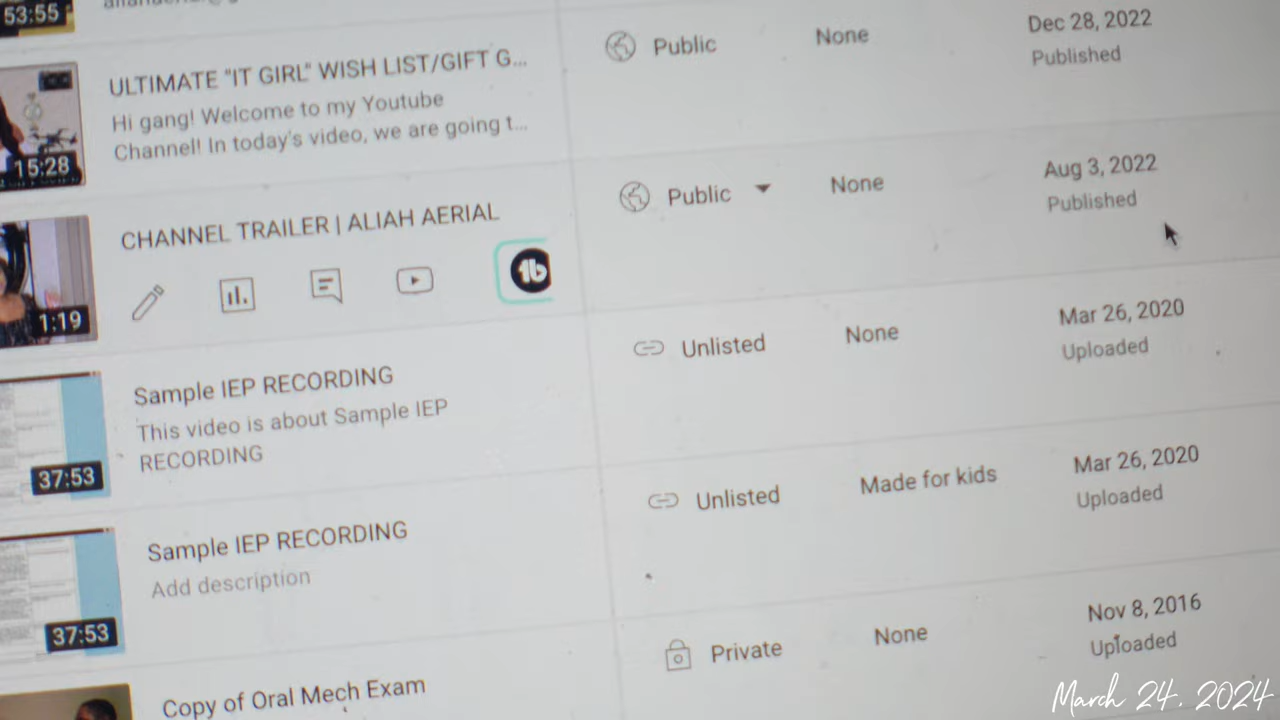 53:55
Dec 28, 2022
Public
None
Published
ULTIMATE "IT GIRL" WISH LIST/GIFT G...
Hi gang! Welcome to my Youtube
Channel! In today's video, we are going t...
15:28
Aug 3, 2022
Public
None
Published
CHANNEL TRAILER | ALIAH AERIAL
1:19
Mar 26, 2020
Unlisted
None
Uploaded
Sample IEP RECORDING
This video is about Sample IEP
RECORDING
37:53
Mar 26, 2020
Unlisted
Made for kids
Uploaded
Sample IEP RECORDING
Add description
37:53
Nov 8, 2016
Private
None
Uploaded
Copy of Oral Mech Exam
March 24, 2024